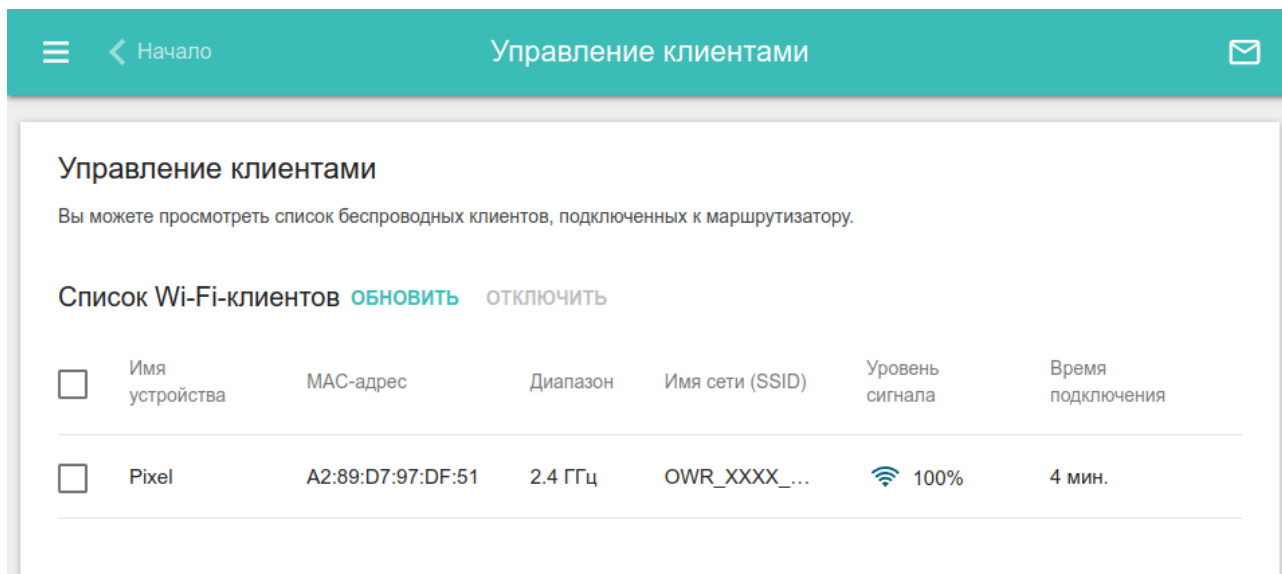 Начало
Управление клиентами
Управление клиентами
Вы можете просмотреть список беспроводных клиентов, подключенных к маршрутизатору.
Список Wi-Fi-клиентов ОБНОВИТЬ ОТКЛЮЧИТЬ
Имя устройства MAC-адрес Диапазон Имя сети (SSID) Уровень сигнала Время подключения
Pixel A2:89:D7:97:DF:51 2.4 ГГц OWR_XXXX_... 100% 4 мин.